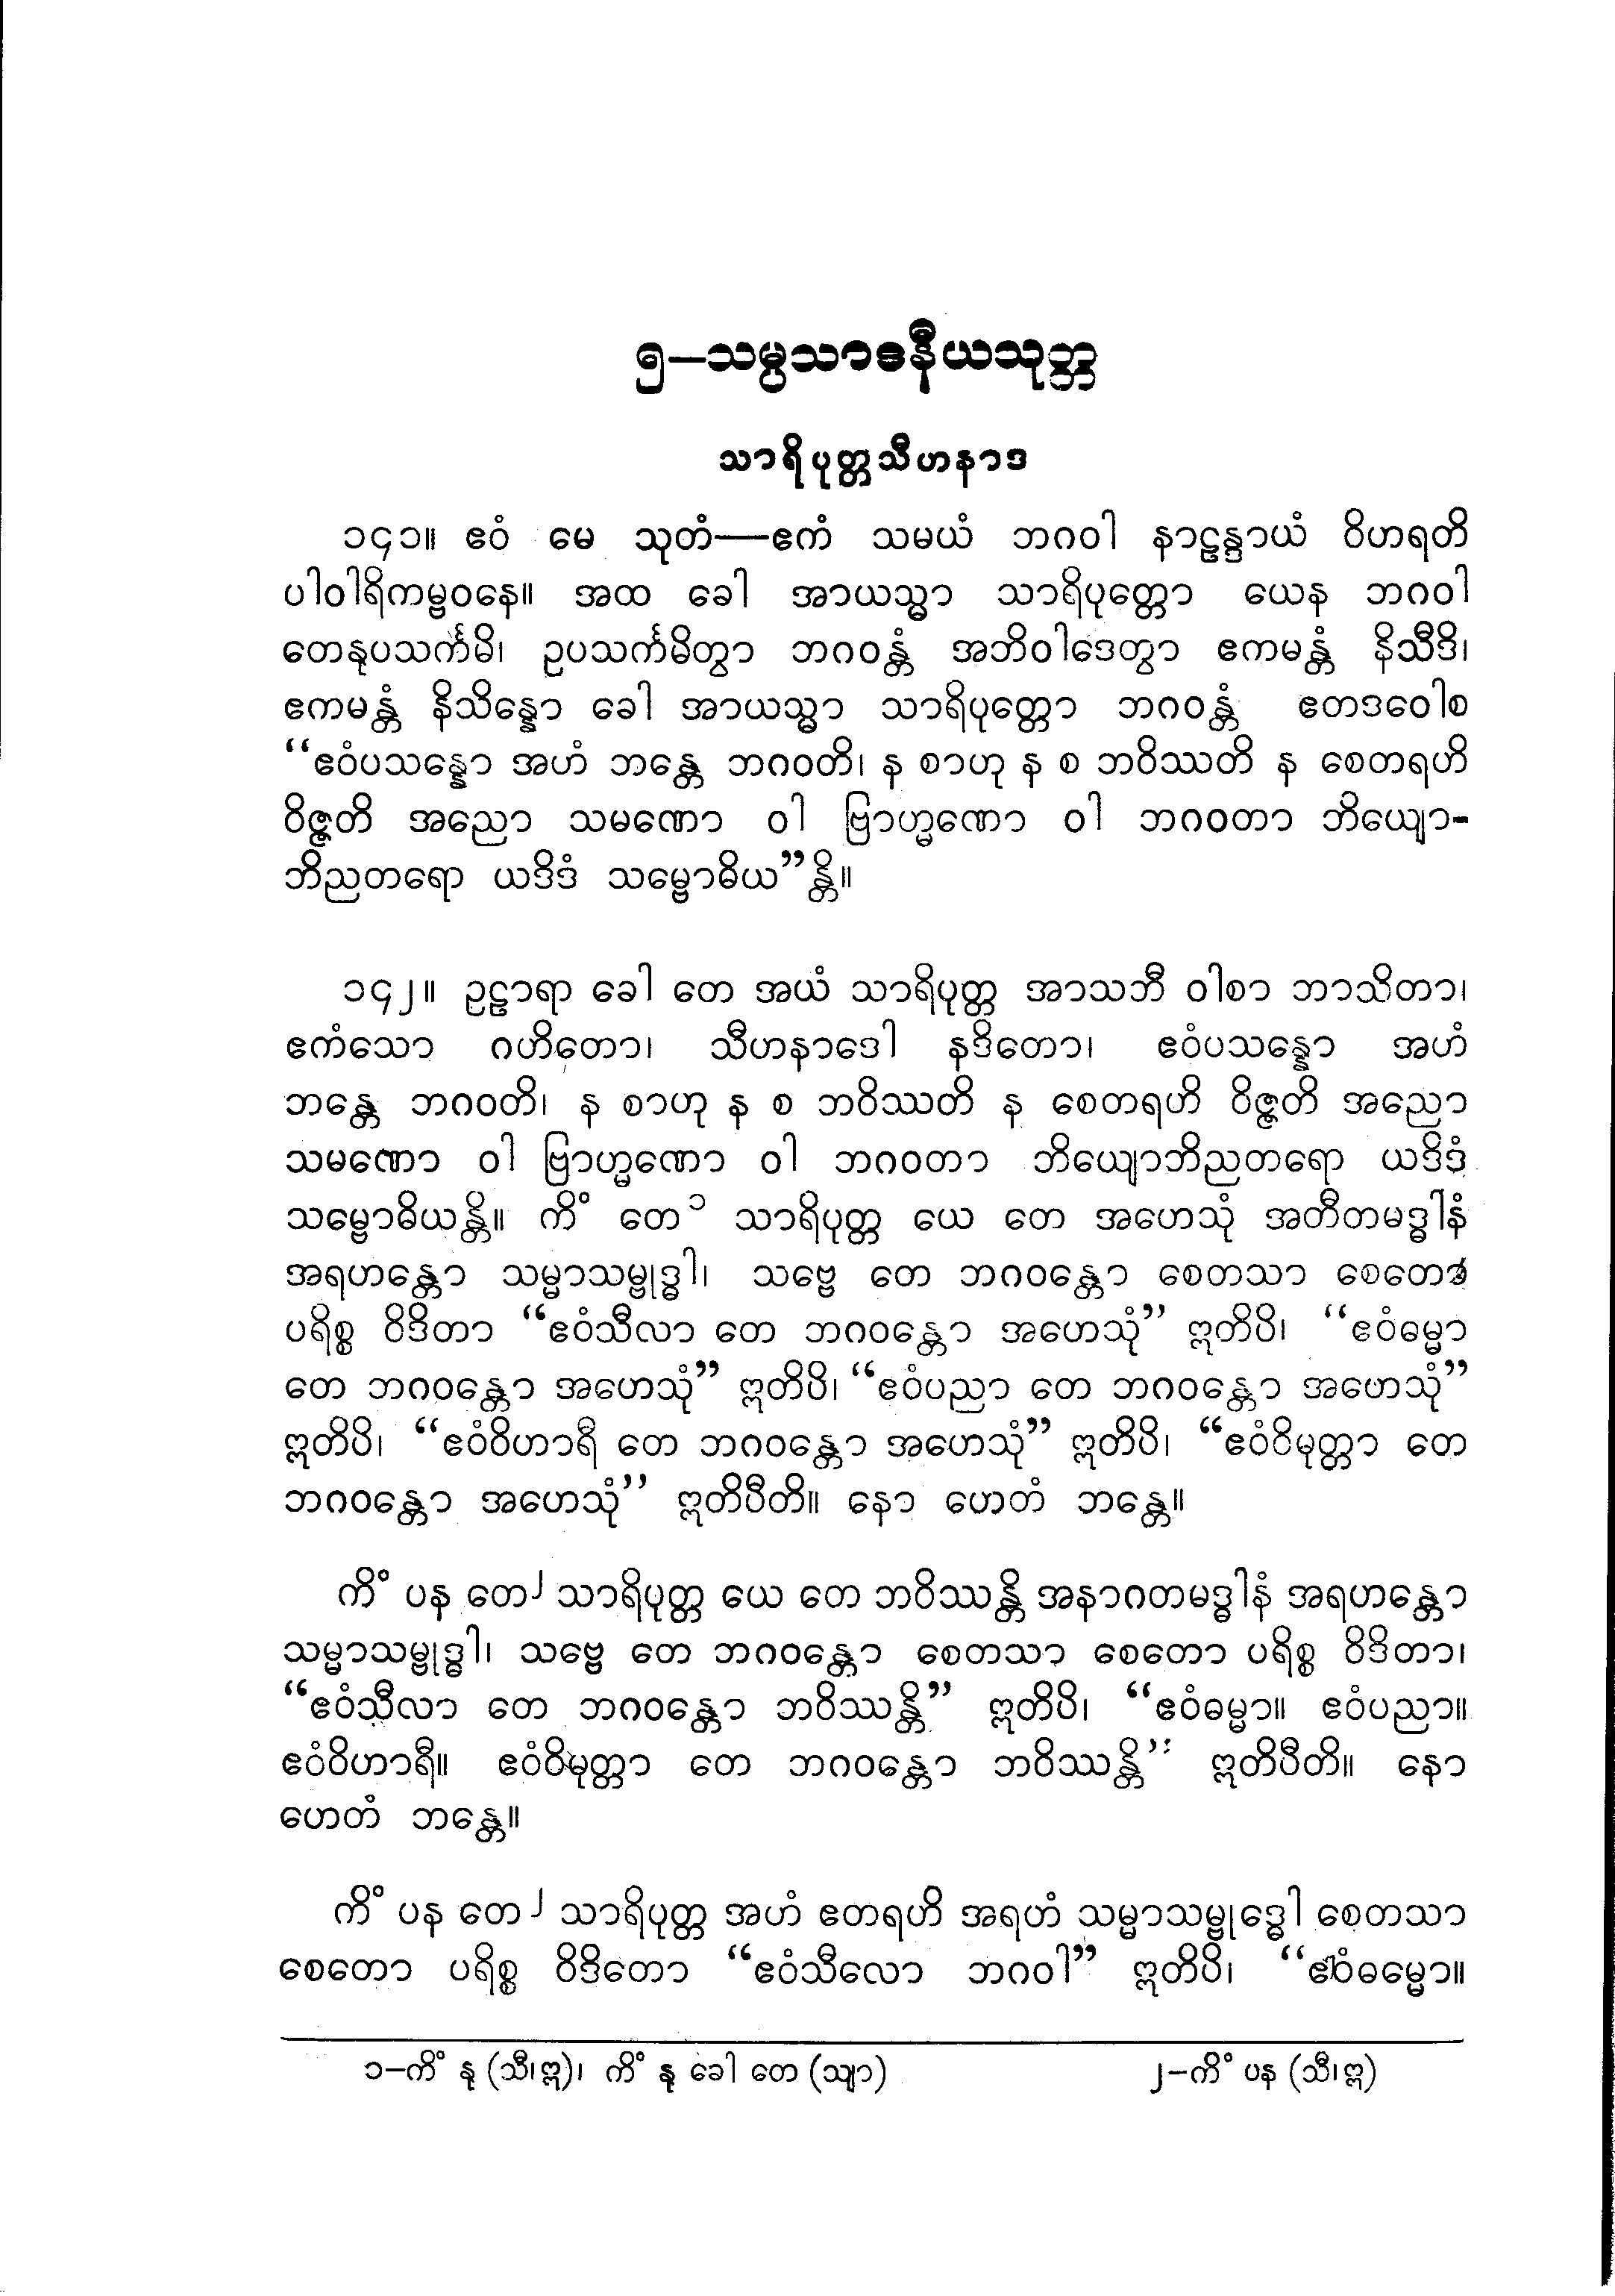 ၅—သမ္ပသာဒနီယသုတ္တ
သာရိပုတ္တသီဟနာဒ
၁၄၁။ ဧဝံ မေ သုတံ—ဧကံ သမယံ ဘဂဝါ နာဠန္ဒာယံ ဝိဟရတိ
ပါဝါရိကမ္ဗဝနေ။ အထ ခေါ အာယသ္မာ သာရိပုတ္တော ယေန ဘဂဝါ
တေနုပသင်္ကမိ၊ ဥပသင်္ကမိတွာ ဘဂဝန္တံ အဘိဝါဒေတွာ ဧကမန္တံ နိသီဒိ၊
ဧကမန္တံ နိသိန္နော ခေါ အာယသ္မာ သာရိပုတ္တော ဘဂဝန္တံ ဧတဒဝေါစ
“ဧဝံပသန္နော အဟံ ဘန္တေ ဘဂဝတိ၊ န စာဟု န စ ဘဝိဿတိ န စေတရဟိ
ဝိဇ္ဇတိ အညော သမဏော ဝါ ဗြာဟ္မဏော ဝါ ဘဂဝတာ ဘိယျော-
ဘိညတရော ယဒိဒံ သမ္ဗောဓိယ”န္တိ။
၁၄၂။ ဥဠာရာ ခေါ တေ အယံ သာရိပုတ္တ အာသဘီ ဝါစာ ဘာသိတာ၊
ဧကံသော ဂဟိတော၊ သီဟနာဒေါ နဒိတော၊ ဧဝံပသန္နော အဟံ
ဘန္တေ ဘဂဝတိ၊ န စာဟု န စ ဘဝိဿတိ န စေတရဟိ ဝိဇ္ဇတိ အညော
သမဏော ဝါ ဗြာဟ္မဏော ဝါ ဘဂဝတာ ဘိယျောဘိညတရော ယဒိဒံ
သမ္ဗောဓိယန္တိ။ ကိံ တေ ၁ သာရိပုတ္တ ယေ တေ အဟေသုံ အတီတမဒ္ဓါနံ
အရဟန္တော သမ္မာသမ္ဗုဒ္ဓါ၊ သဗ္ဗေ တေ ဘဂဝန္တော စေတသာ စေတော
ပရိစ္စ ဝိဒိတာ “ဧဝံသီလာ တေ ဘဂဝန္တော အဟေသုံ” ဣတိပိ၊ “ဧဝံဓမ္မာ
တေ ဘဂဝန္တော အဟေသုံ” ဣတိပိ၊ “ဧဝံပညာ တေ ဘဂဝန္တော အဟေသုံ”
ဣတိပိ၊ “ဧဝံဝိဟာရီ တေ ဘဂဝန္တော အဟေသုံ” ဣတိပိ၊ “ဧဝံဝိမုတ္တာ တေ
ဘဂဝန္တော အဟေသုံ” ဣတိပီတိ။ နော ဟေတံ ဘန္တေ။
ကိံ ပန တေ ၂ သာရိပုတ္တ ယေ တေ ဘဝိဿန္တိ အနာဂတမဒ္ဓါနံ အရဟန္တော
သမ္မာသမ္ဗုဒ္ဓါ၊ သဗ္ဗေ တေ ဘဂဝန္တော စေတသာ စေတော ပရိစ္စ ဝိဒိတာ၊
“ဧဝံသီလာ တေ ဘဂဝန္တော ဘဝိဿန္တိ” ဣတိပိ၊ “ဧဝံဓမ္မာ။ ဧဝံပညာ။
ဧဝံဝိဟာရီ။ ဧဝံဝိမုတ္တာ တေ ဘဂဝန္တော ဘဝိဿန္တိ” ဣတိပီတိ။ နော
ဟေတံ ဘန္တေ။
ကိံ ပန တေ ၂ သာရိပုတ္တ အဟံ ဧတရဟိ အရဟံ သမ္မာသမ္ဗုဒ္ဓေါ စေတသာ
စေတော ပရိစ္စ ဝိဒိတော “ဧဝံသီလော ဘဂဝါ” ဣတိပိ၊ “ဧဝံဓမ္မော။
၁—ကိံ နု (သီ၊ဣ)၊ ကိံ နု ခေါ တေ (သျာ) ၂—ကိံ ပန (သီ၊ဣ)